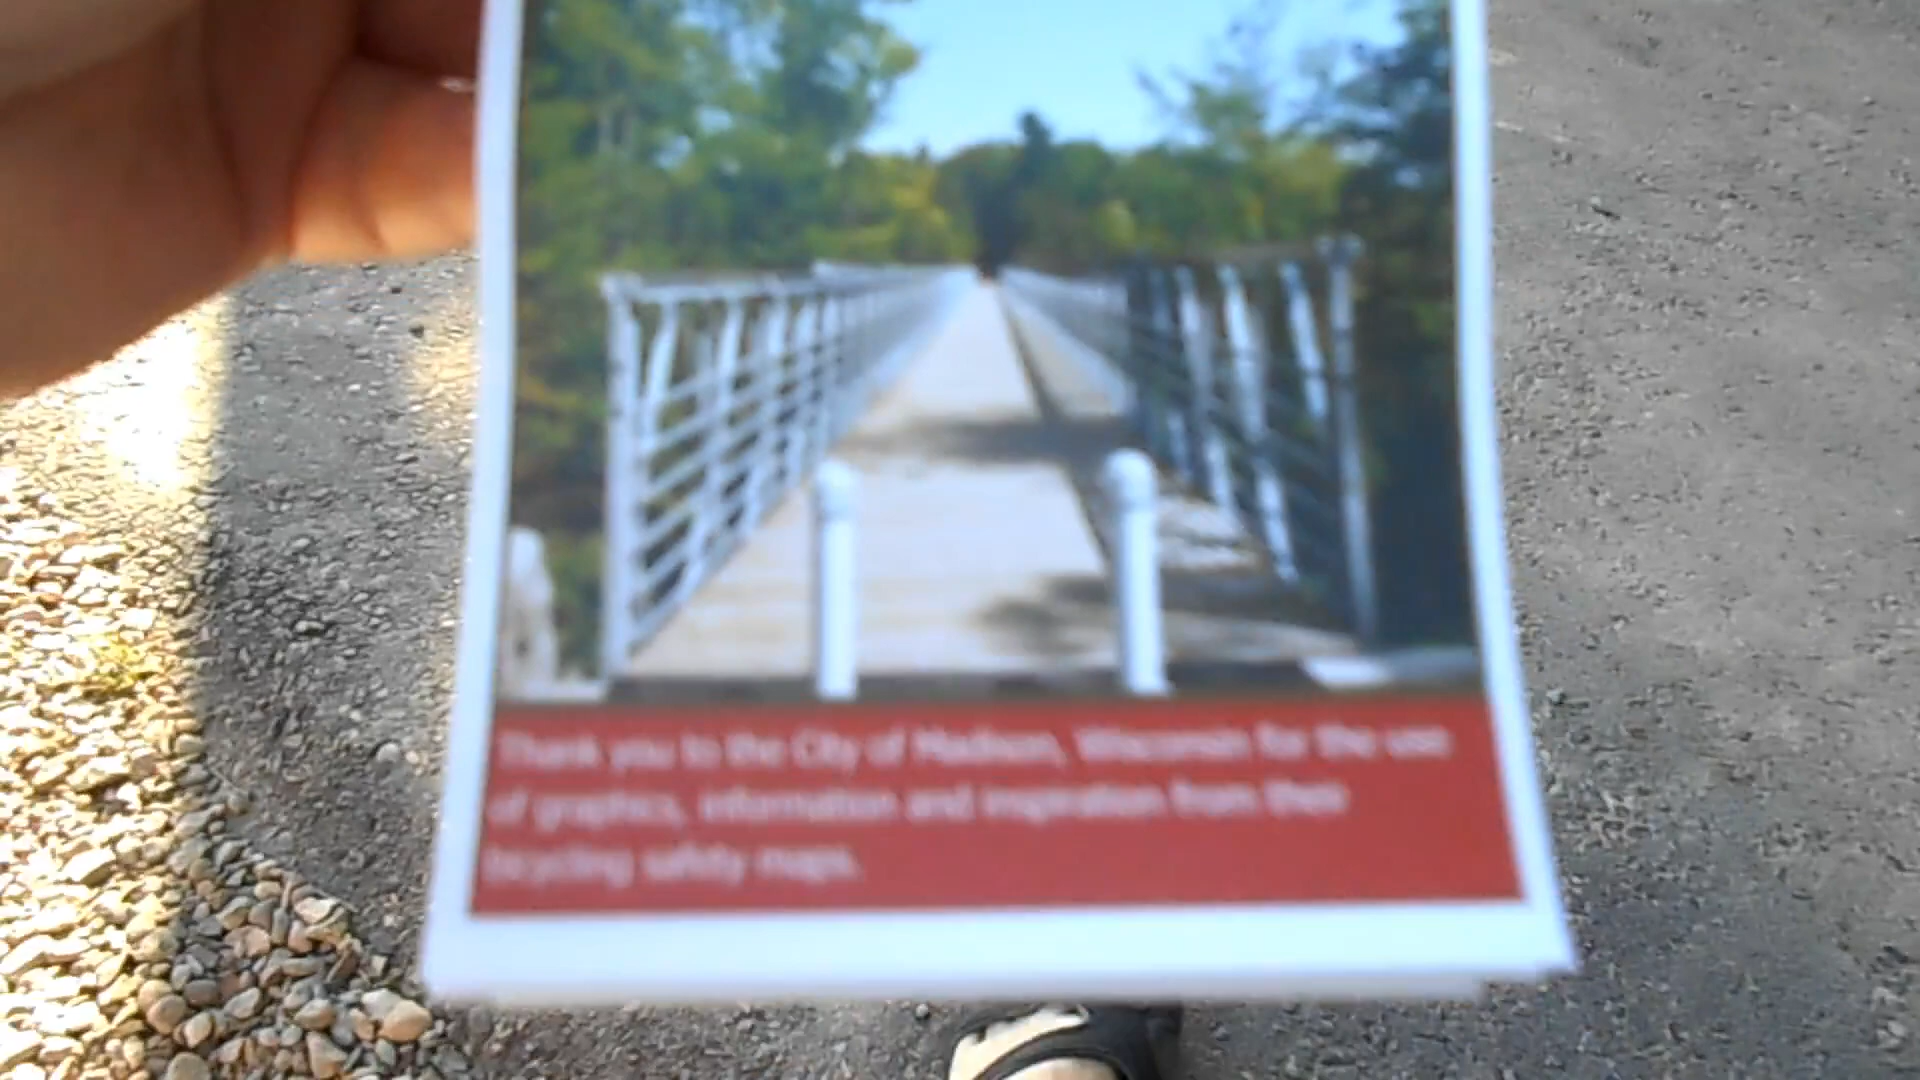 Thank you to the City of Madison, Wisconsin for the use
of graphics, information and inspiration from their
bicycling safety maps.